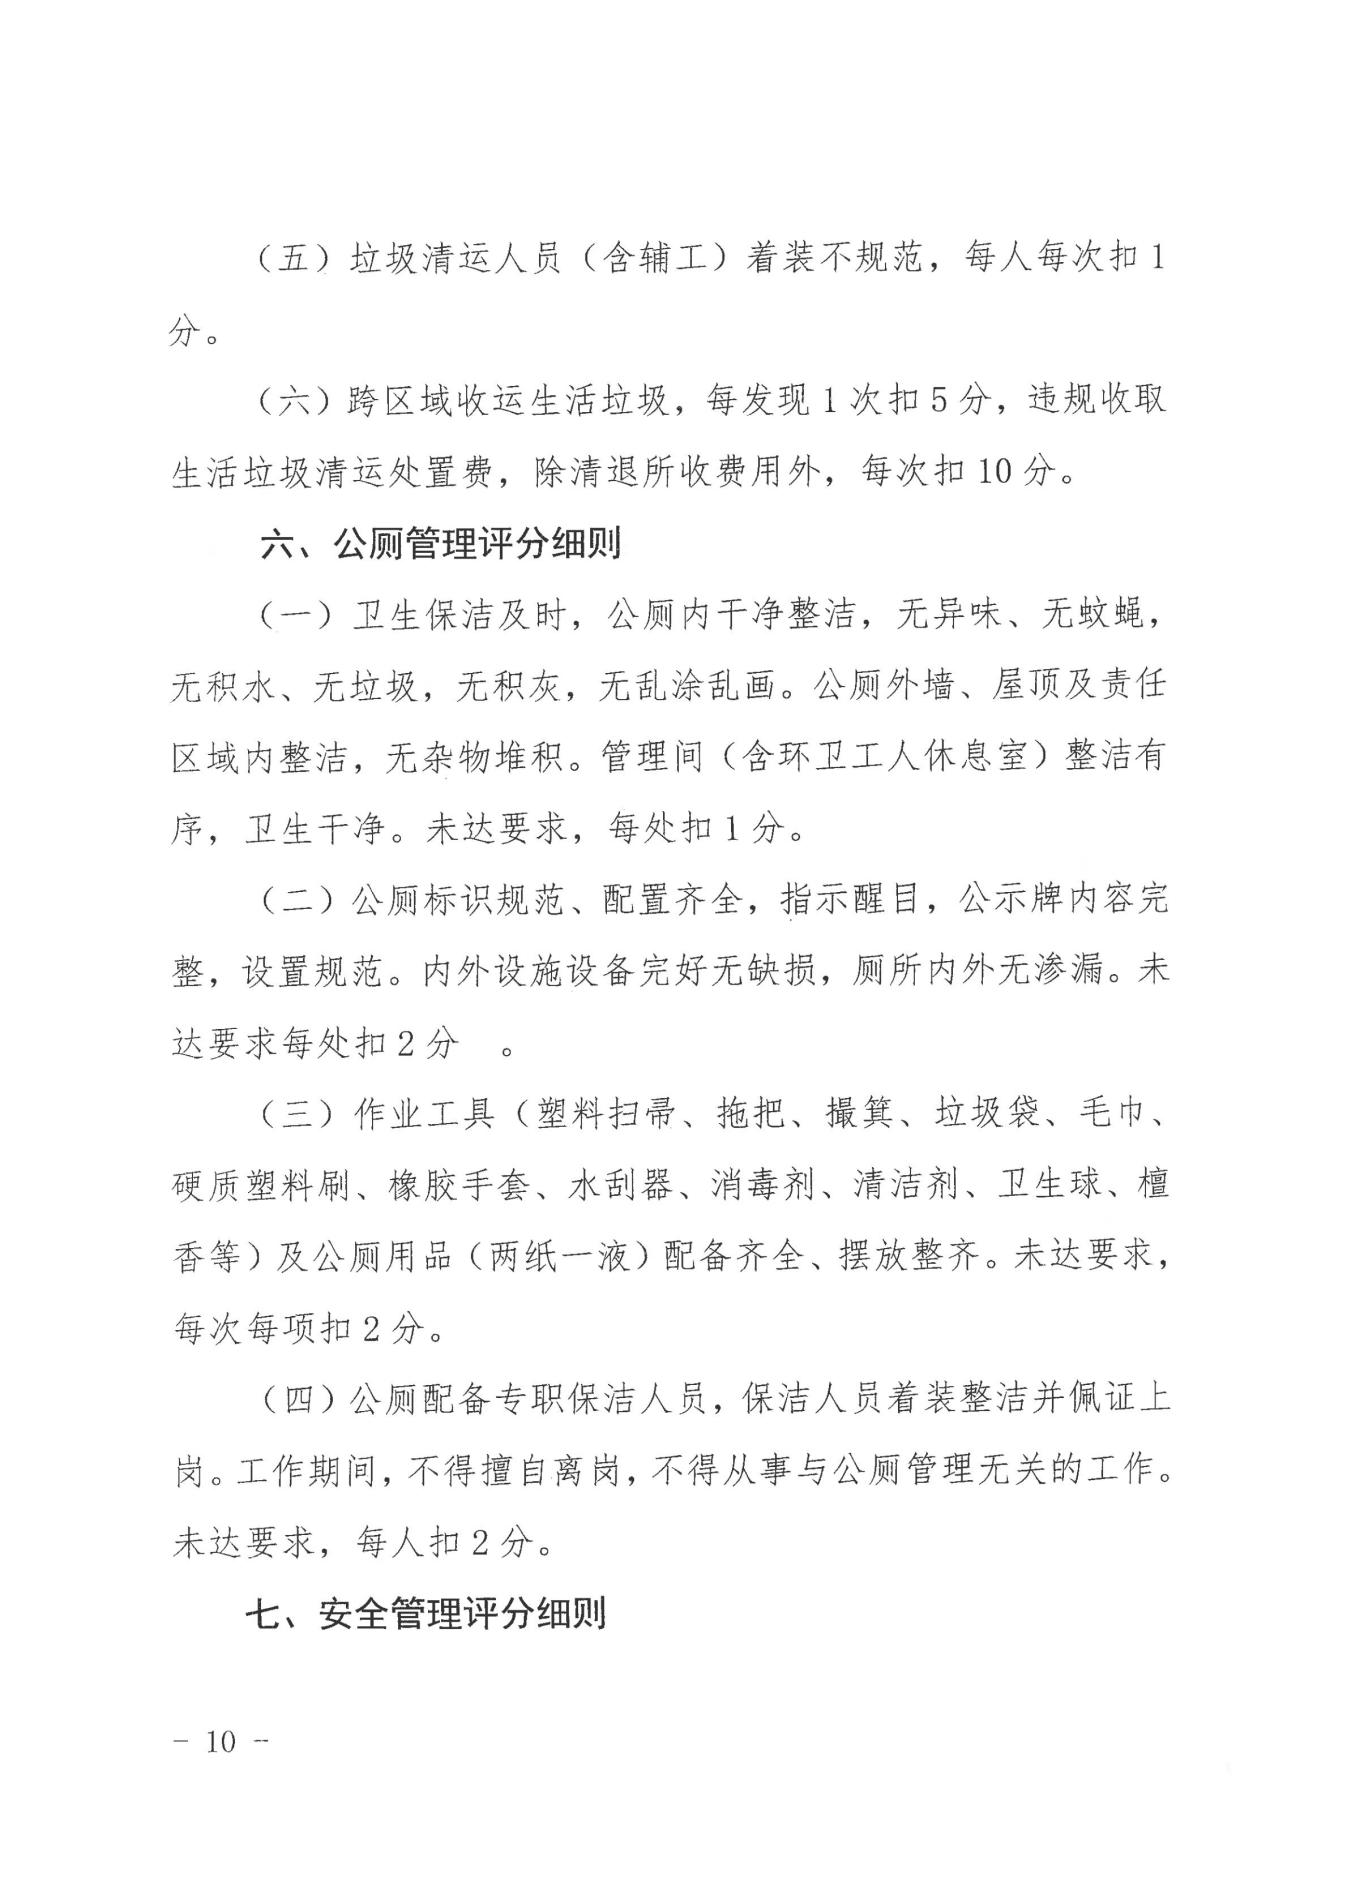 （五）垃圾清运人员（含辅工）着装不规范，每人每次扣 1
分。
（六）跨区域收运生活垃圾，每发现 1 次扣 5 分，违规收取
生活垃圾清运处置费，除清退所收费用外，每次扣 10 分。
六、公厕管理评分细则
（一）卫生保洁及时，公厕内干净整洁，无异味、无蚊蝇，
无积水、无垃圾，无积灰，无乱涂乱画。公厕外墙、屋顶及责任
区域内整洁，无杂物堆积。管理间（含环卫工人休息室）整洁有
序，卫生干净。未达要求，每处扣 1 分。
（二）公厕标识规范、配置齐全，指示醒目，公示牌内容完
整，设置规范。内外设施设备完好无缺损，厕所内外无渗漏。未
达要求每处扣 2 分 。
（三）作业工具（塑料扫帚、拖把、撮箕、垃圾袋、毛巾、
硬质塑料刷、橡胶手套、水刮器、消毒剂、清洁剂、卫生球、檀
香等）及公厕用品（两纸一液）配备齐全、摆放整齐。未达要求，
每次每项扣 2 分。
（四）公厕配备专职保洁人员，保洁人员着装整洁并佩证上
岗。工作期间，不得擅自离岗，不得从事与公厕管理无关的工作。
未达要求，每人扣 2 分。
七、安全管理评分细则
- 10 -